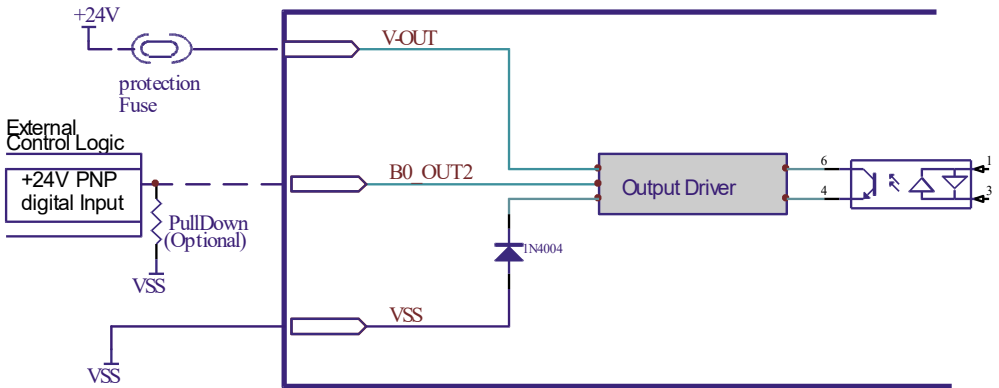 +24V
V-OUT
protection
Fuse
External
Control Logic
+24V PNP
digital Input
B0_OUT2
Output Driver
6
4
1
3
PullDown
(Optional)
1N4004
VSS
VSS
VSS